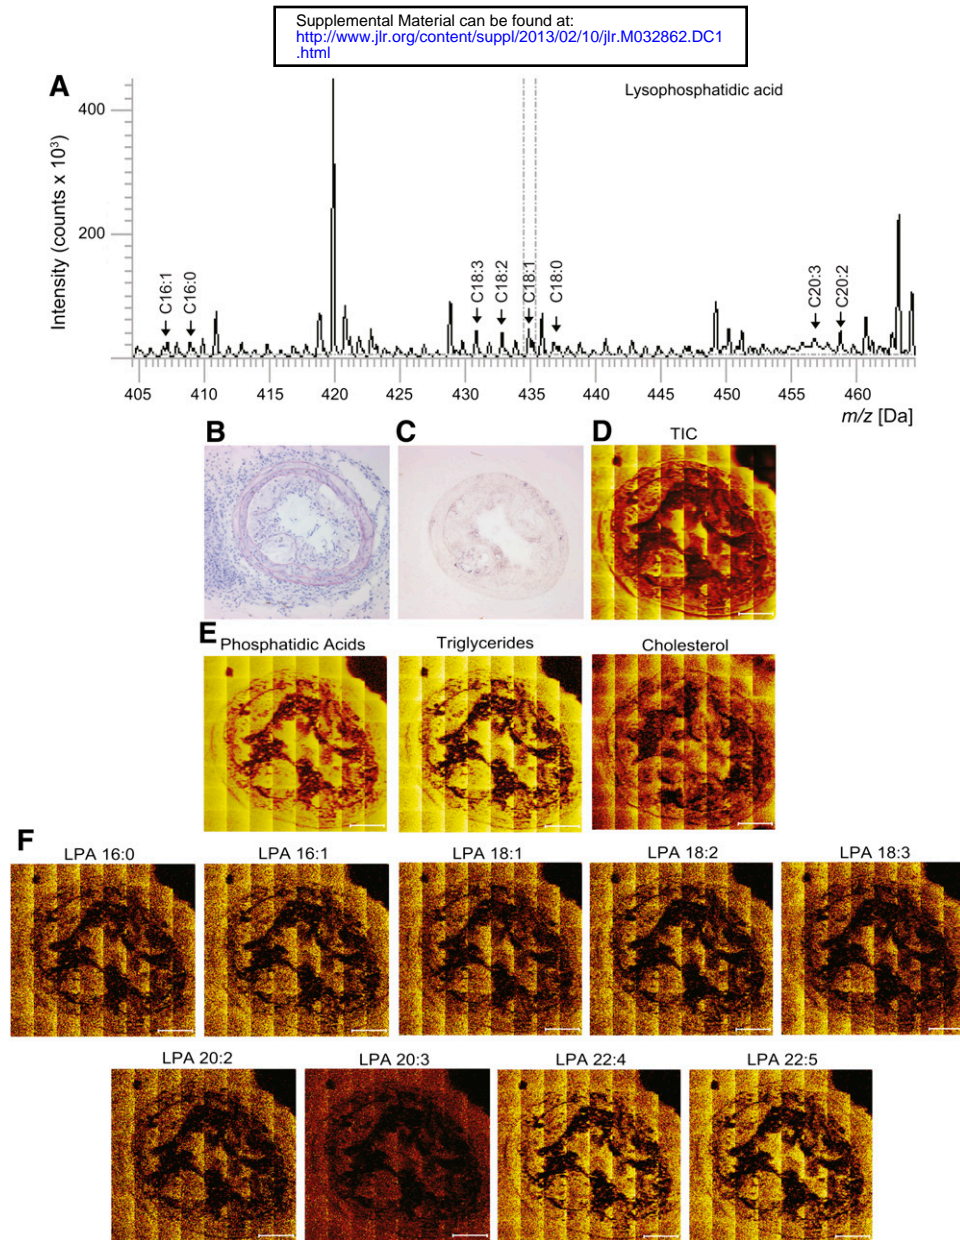 Supplemental Material can be found at:
http://www.jlr.org/content/suppl/2013/02/10/jlr.M032862.DC1
.html
A
Lysophosphatidic acid
Intensity (counts x 10³)
400
200
C16:1
C16:0
C18:3
C18:2
C18:1
C18:0
C20:3
C20:2
405 410 415 420 425 430 435 440 445 450 455 460
m/z [Da]
B
C
D
TIC
E
Phosphatidic Acids
Triglycerides
Cholesterol
F
LPA 16:0
LPA 16:1
LPA 18:1
LPA 18:2
LPA 18:3
LPA 20:2
LPA 20:3
LPA 22:4
LPA 22:5